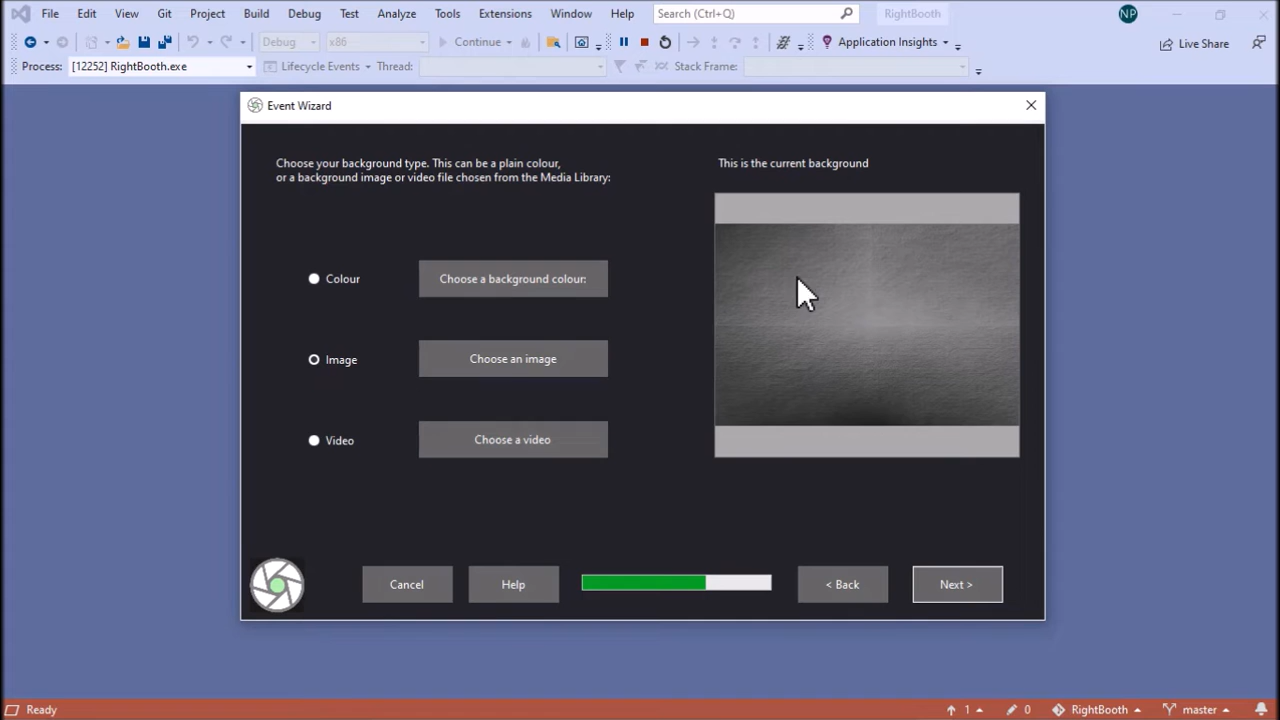 File Edit View Git Project Build Debug Test Analyze Tools Extensions Window Help Search (Ctrl+Q) RightBooth NP
Debug x86 Continue Application Insights Live Share
Process: [12252] RightBooth.exe Lifecycle Events Thread: Stack Frame:
Event Wizard
Choose your background type. This can be a plain colour,
or a background image or video file chosen from the Media Library:
This is the current background
Colour Choose a background colour:
Image Choose an image
Video Choose a video
Cancel Help < Back Next >
Ready 1 0 RightBooth master